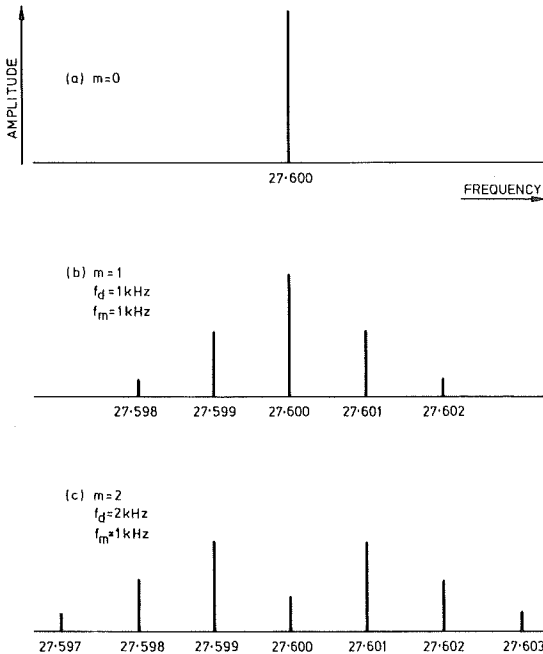 AMPLITUDE
(a) m=0
27·600
FREQUENCY
(b) m=1
f_d=1kHz
f_m=1kHz
27·598 27·599 27·600 27·601 27·602
(c) m=2
f_d=2kHz
f_m=1kHz
27·597 27·598 27·599 27·600 27·601 27·602 27·603